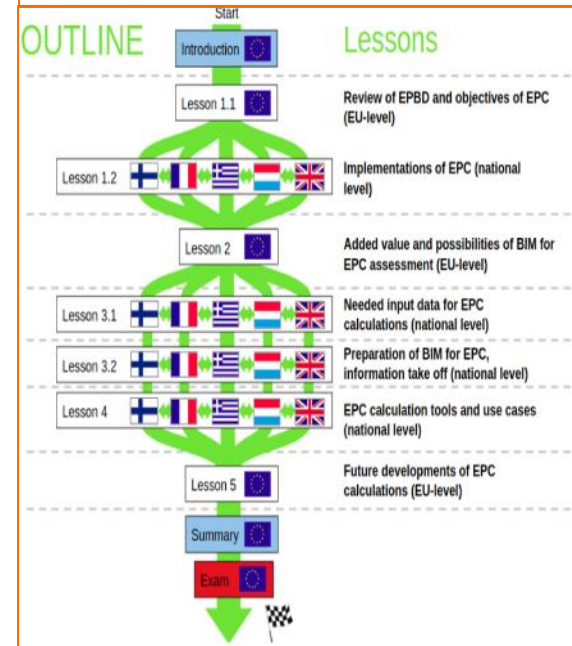 Start
OUTLINE
Lessons
Introduction
Lesson 1.1
Review of EPBD and objectives of EPC
(EU-level)
Lesson 1.2
Implementations of EPC (national
level)
Lesson 2
Added value and possibilities of BIM for
EPC assessment (EU-level)
Lesson 3.1
Needed input data for EPC
calculations (national level)
Lesson 3.2
Preparation of BIM for EPC,
information take off (national level)
Lesson 4
EPC calculation tools and use cases
(national level)
Lesson 5
Future developments of EPC
calculations (EU-level)
Summary
Exam